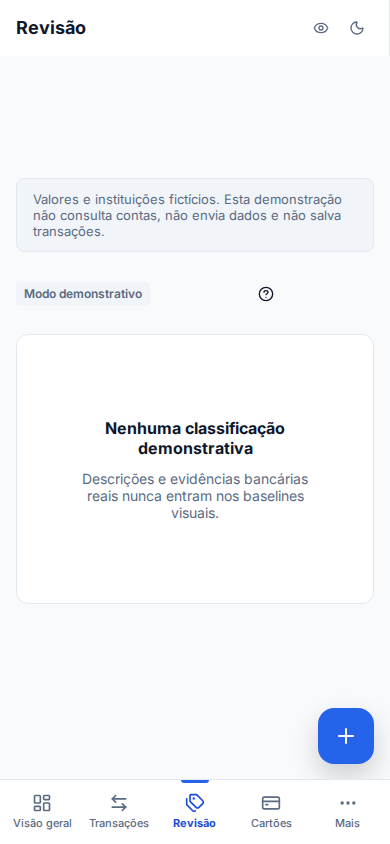 Revisão
Valores e instituições fictícios. Esta demonstração
não consulta contas, não envia dados e não salva
transações.
Modo demonstrativo
Nenhuma classificação
demonstrativa
Descrições e evidências bancárias
reais nunca entram nos baselines
visuais.
Visão geral
Transações
Revisão
Cartões
Mais